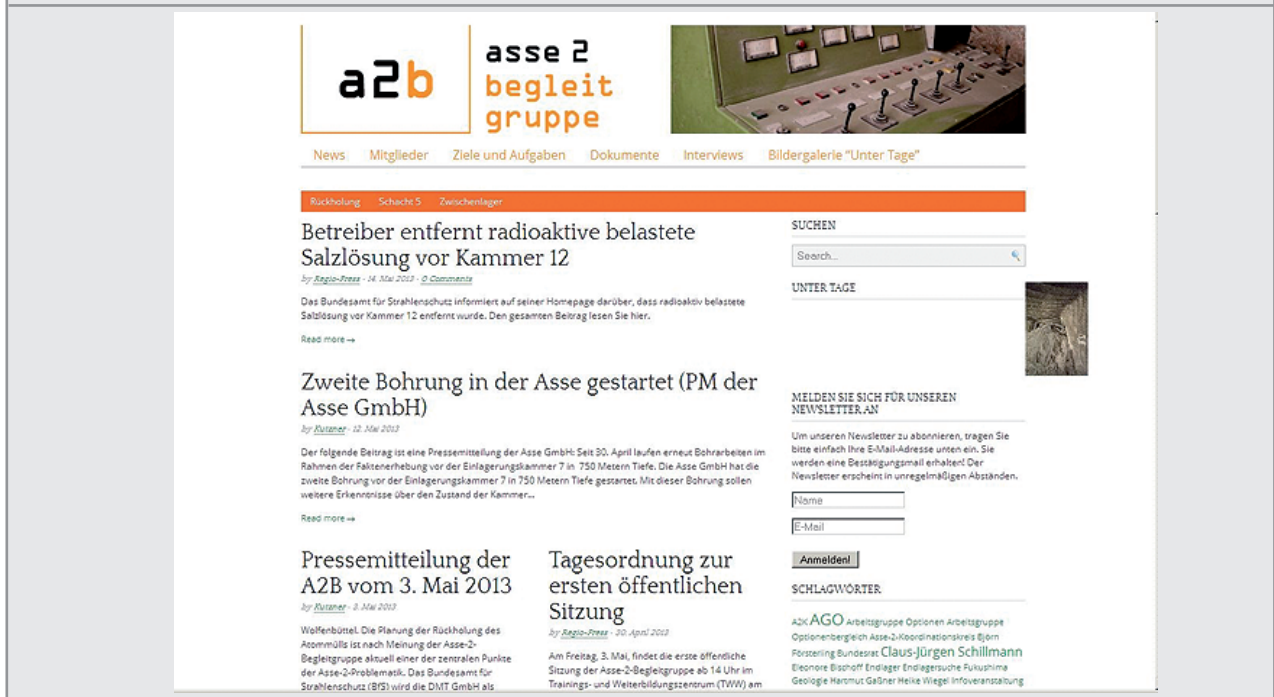 a2b
asse 2
begleit
gruppe
News Mitglieder Ziele und Aufgaben Dokumente Interviews Bildergalerie "Unter Tage"
Rückholung Schacht 5 Zwischenlager
Betreiber entfernt radioaktive belastete
Salzlösung vor Kammer 12
by Regio-Press - 14. Mai 2013 - 0 Comments
Das Bundesamt für Strahlenschutz informiert auf seiner Homepage darüber, dass radioaktiv belastete
Salzlösung vor Kammer 12 entfernt wurde. Den gesamten Beitrag lesen Sie hier.
Read more →
Zweite Bohrung in der Asse gestartet (PM der
Asse GmbH)
by Kutzner - 12. Mai 2013
Der folgende Beitrag ist eine Pressemitteilung der Asse GmbH: Seit 30. April laufen erneut Bohrarbeiten im
Rahmen der Faktenerhebung vor der Einlagerungskammer 7 in 750 Metern Tiefe. Die Asse GmbH hat die
zweite Bohrung vor der Einlagerungskammer 7 in 750 Metern Tiefe gestartet. Mit dieser Bohrung sollen
weitere Erkenntnisse über den Zustand der Kammer...
Read more →
Pressemitteilung der
A2B vom 3. Mai 2013
by Kutzner - 3. Mai 2013
Wolfenbüttel. Die Planung der Rückholung des
Atommülls ist nach Meinung der Asse-2-
Begleitgruppe aktuell einer der zentralen Punkte
der Asse-2-Problematik. Das Bundesamt für
Strahlenschutz (BfS) wird die DMT GmbH als
Tagesordnung zur
ersten öffentlichen
Sitzung
by Regio-Press - 30. April 2013
Am Freitag, 3. Mai, findet die erste öffentliche
Sitzung der Asse-2-Begleitgruppe ab 14 Uhr im
Trainings- und Weiterbildungszentrum (TWW) am
SUCHEN
Search...
UNTER TAGE
MELDEN SIE SICH FÜR UNSEREN
NEWSLETTER AN
Um unseren Newsletter zu abonnieren, tragen Sie
bitte einfach Ihre E-Mail-Adresse unten ein. Sie
werden eine Bestätigungsmail erhalten! Der
Newsletter erscheint in unregelmäßigen Abständen.
Name
E-Mail
Anmelden!
SCHLAGWÖRTER
A2K AGO Arbeitsgruppe Optionen Arbeitsgruppe
Optionenbergleich Asse-2-Koordinationskreis Björn
Försterling Bundesrat Claus-Jürgen Schillmann
Eleonore Bischoff Endlager Endlagersuche Fukushima
Geologie Hartmut Gaßner Heike Wiegel Infoveranstaltung